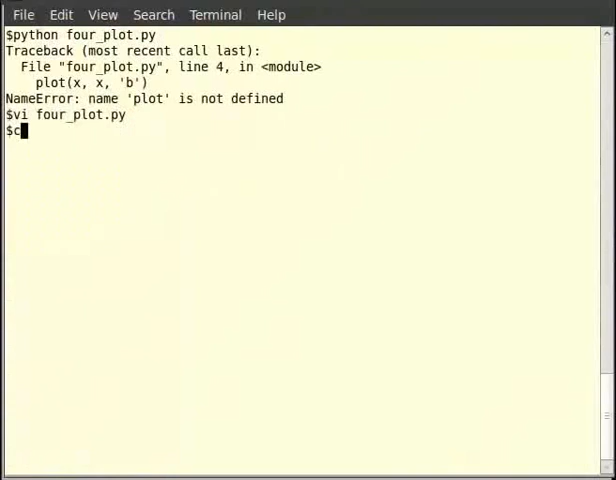 File Edit View Search Terminal Help
$python four_plot.py
Traceback (most recent call last):
  File "four_plot.py", line 4, in <module>
    plot(x, x, 'b')
NameError: name 'plot' is not defined
$vi four_plot.py
$c